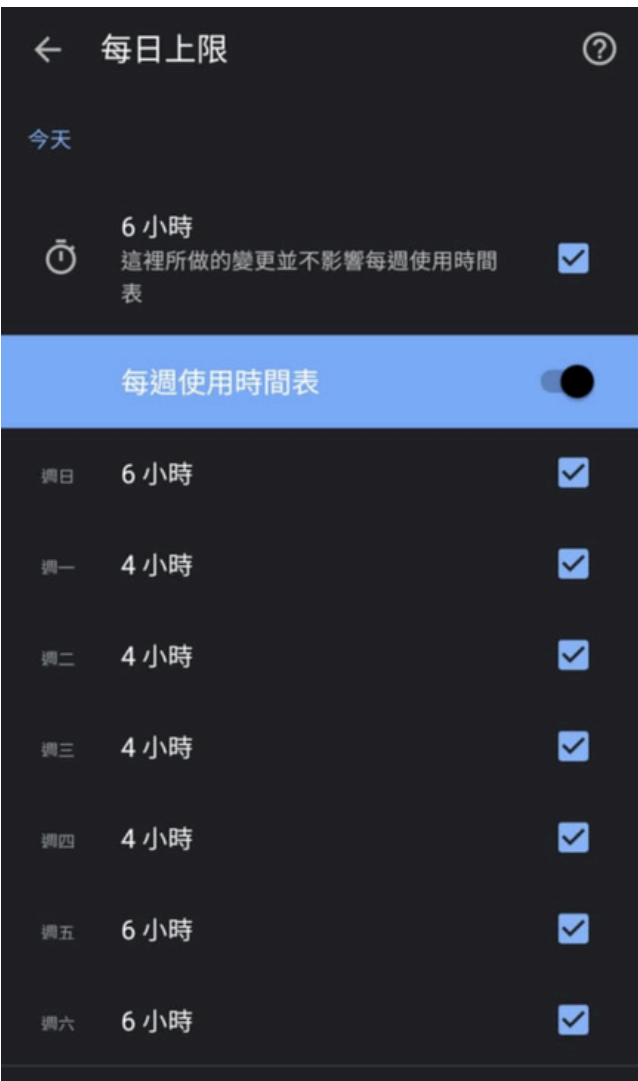 每日上限
今天
6 小時
這裡所做的變更並不影響每週使用時間
表
每週使用時間表
週日 6 小時
週一 4 小時
週二 4 小時
週三 4 小時
週四 4 小時
週五 6 小時
週六 6 小時